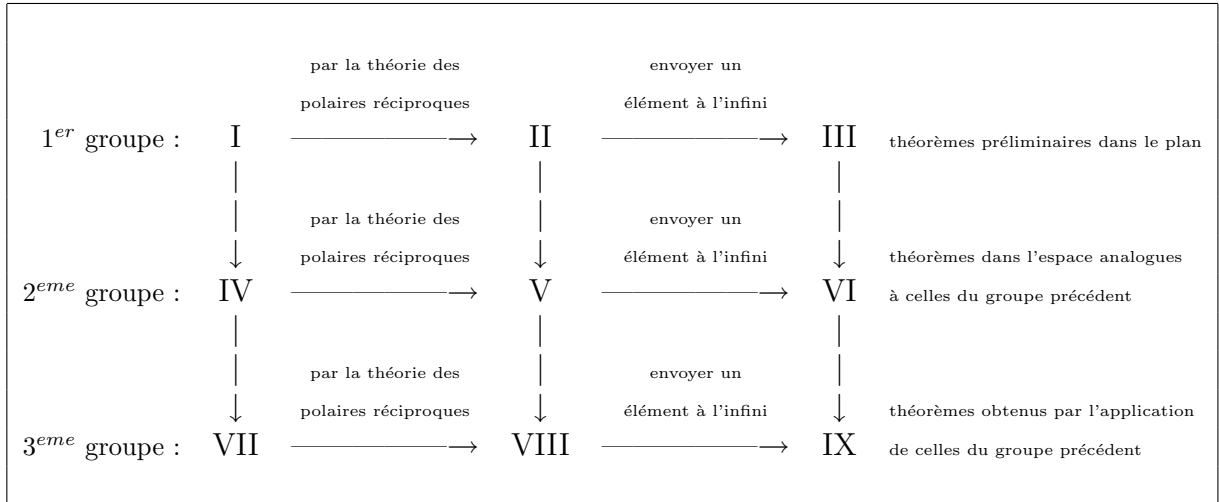 par la théorie des envoyer un
polaires réciproques élément à l'infini
1er groupe : I II III théorèmes préliminaires dans le plan
par la théorie des envoyer un
polaires réciproques élément à l'infini théorèmes dans l'espace analogues
2eme groupe : IV V VI à celles du groupe précédent
par la théorie des envoyer un
polaires réciproques élément à l'infini théorèmes obtenus par l'application
3eme groupe : VII VIII IX de celles du groupe précédent